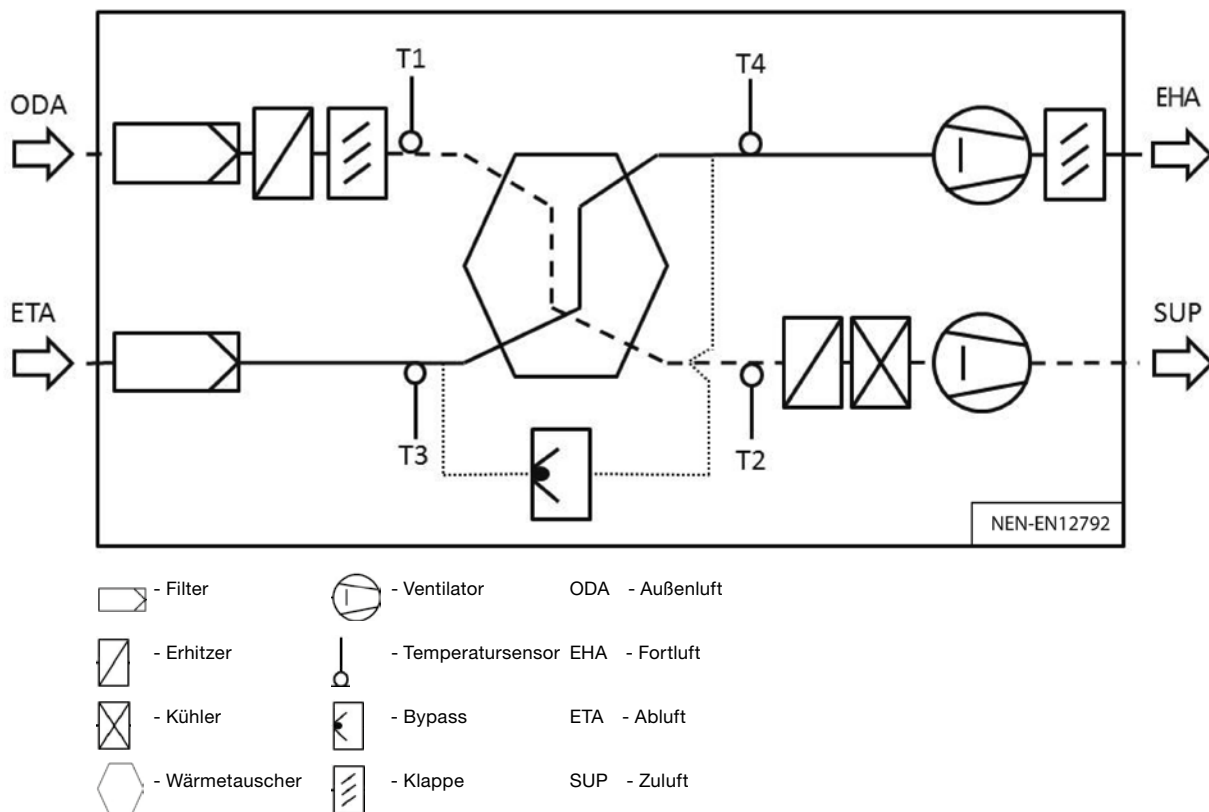 T1
T4
ODA
EHA
ETA
SUP
T3
T2
NEN-EN12792
- Filter - Ventilator ODA - Außenluft
- Erhitzer - Temperatursensor EHA - Fortluft
- Kühler - Bypass ETA - Abluft
- Wärmetauscher - Klappe SUP - Zuluft